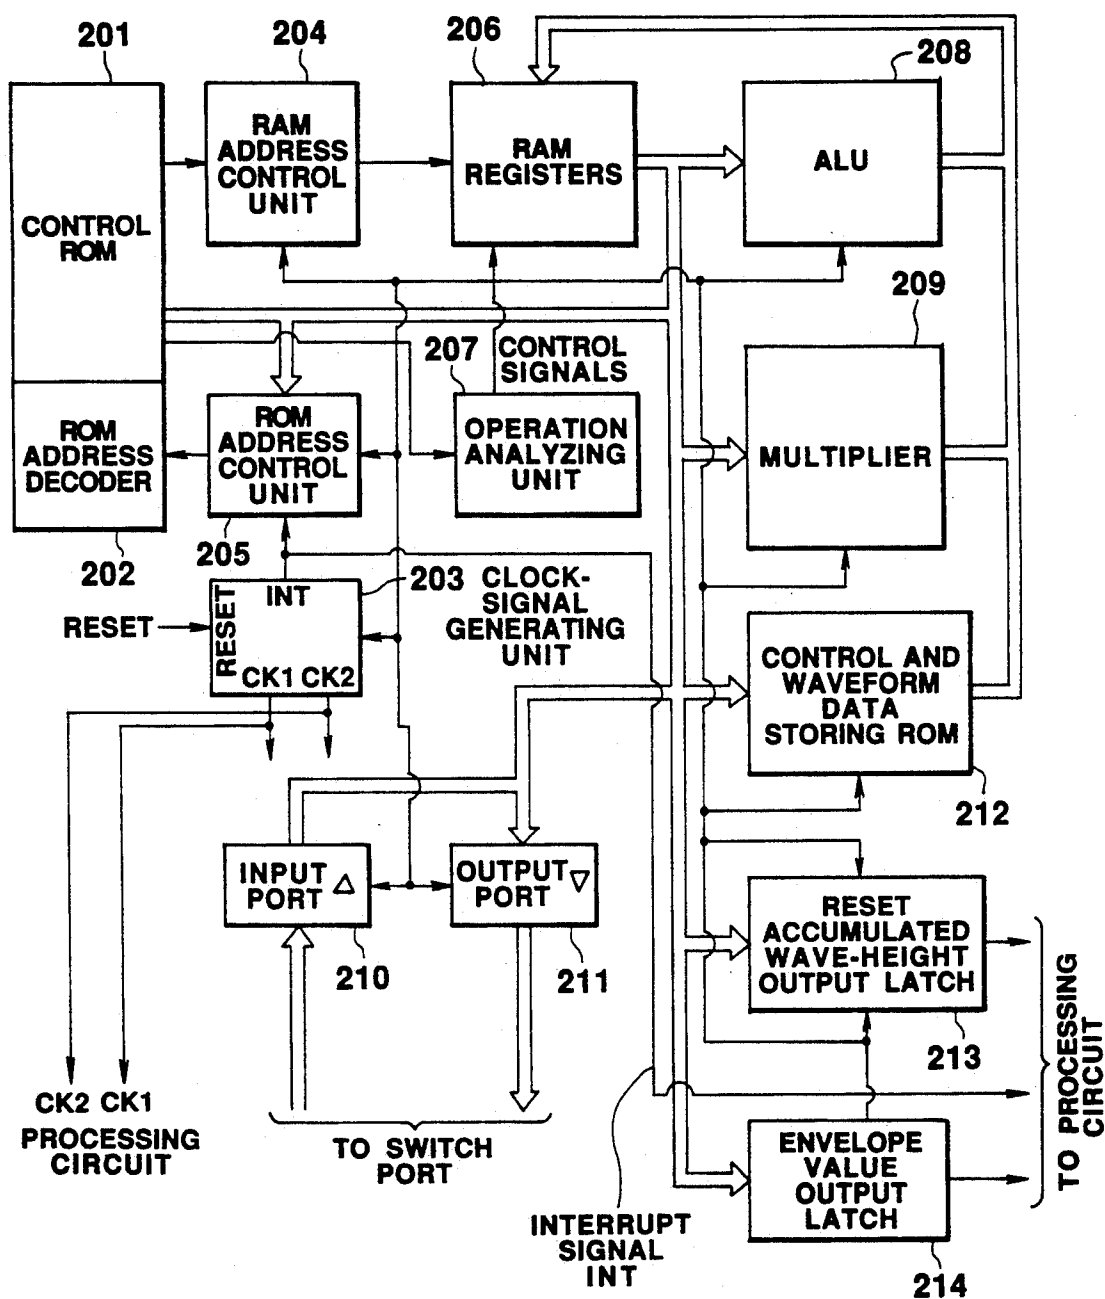 201
204
206
208
RAM
ADDRESS
CONTROL
UNIT
RAM
REGISTERS
ALU
CONTROL
ROM
209
207
CONTROL
SIGNALS
ROM
ADDRESS
DECODER
ROM
ADDRESS
CONTROL
UNIT
OPERATION
ANALYZING
UNIT
MULTIPLIER
202
205
203
CLOCK-
SIGNAL
GENERATING
UNIT
RESET
RESET
INT
CK1 CK2
CONTROL AND
WAVEFORM
DATA
STORING ROM
212
INPUT
PORT
OUTPUT
PORT
210
211
RESET
ACCUMULATED
WAVE-HEIGHT
OUTPUT LATCH
213
TO PROCESSING
CIRCUIT
CK2 CK1
PROCESSING
CIRCUIT
TO SWITCH
PORT
ENVELOPE
VALUE
OUTPUT
LATCH
INTERRUPT
SIGNAL
INT
214